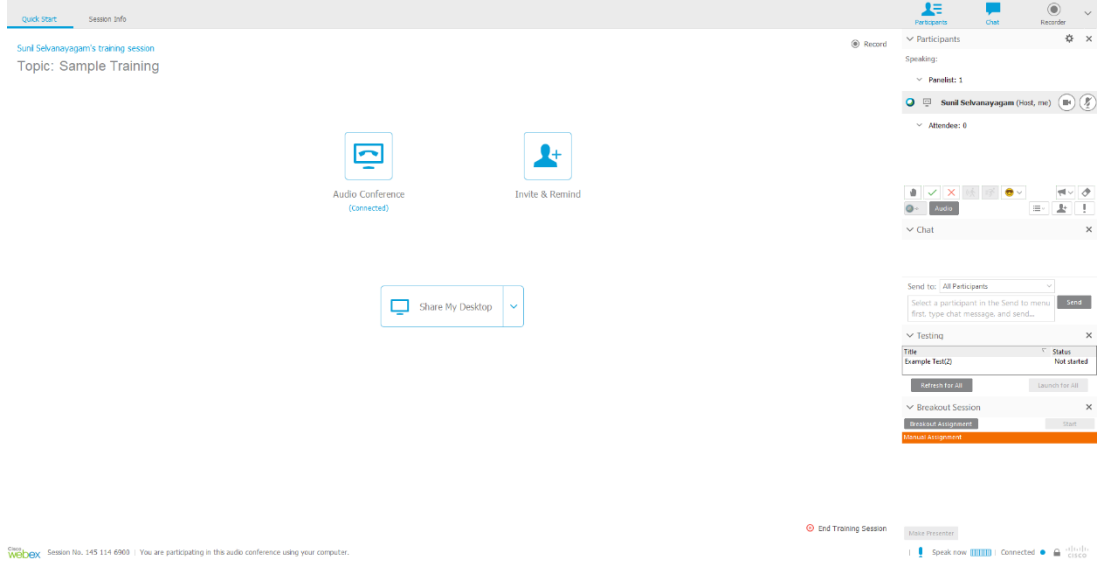 Quick Start Session Info
Participants Chat Recorder
Sunil Selvanayagam's training session
Topic: Sample Training
Record
Audio Conference
(Connected)
Invite & Remind
Share My Desktop
End Training Session
Participants
Speaking:
Panelist: 1
Sunil Selvanayagam (Host, me)
Attendee: 0
Audio
Chat
Send to: All Participants
Select a participant in the Send to menu
first, type chat message, and send...
Send
Testing
Title Status
Example Test(2) Not started
Refresh for All Launch for All
Breakout Session
Breakout Assignment Start
Manual Assignment
Make Presenter
Cisco
webex Session No. 145 114 6900 | You are participating in this audio conference using your computer.
Speak now Connected
CISCO